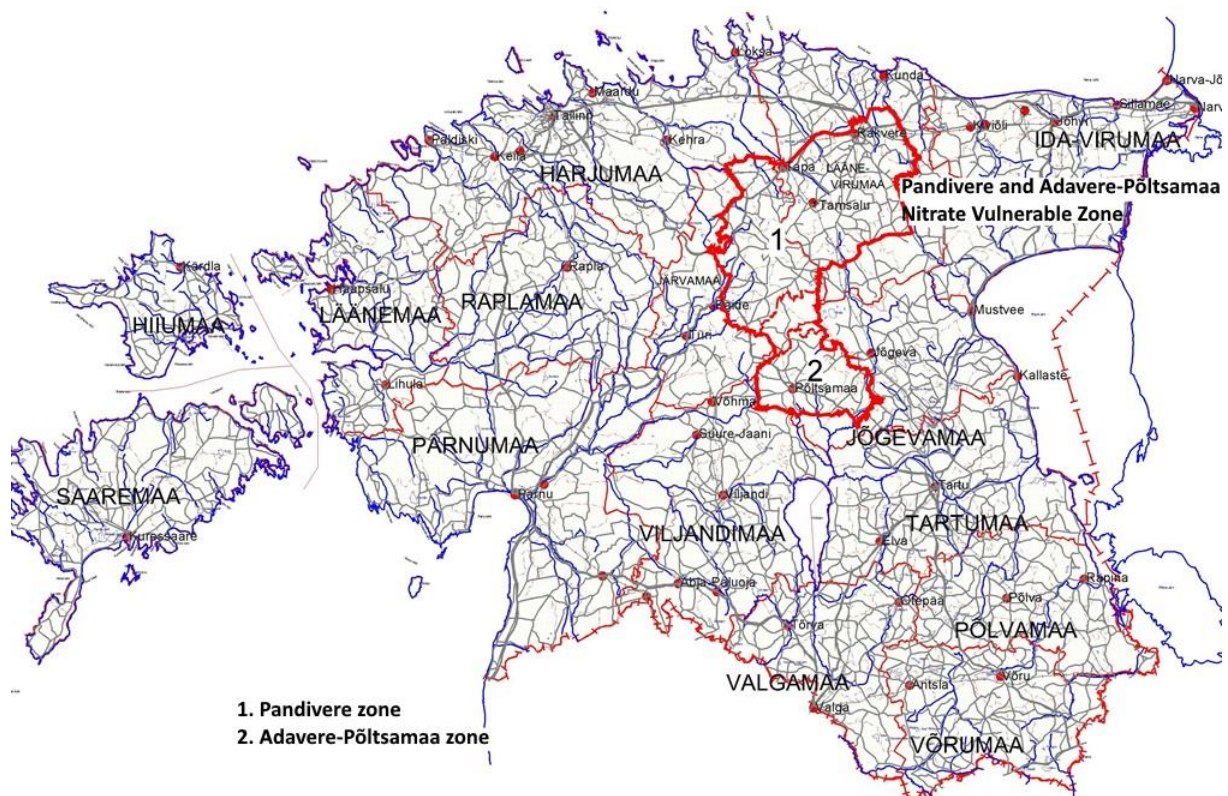 Loksa
Kunda
Narva-Jõ
Maardu
Sillamäe
Narv
Tallinn
Jõhvi
Kiviõli
Rakvere
Paldiski
Kehra
IDA-VIRUMAA
Keila
HARJUMAA
Tapa
LÄÄNE-
VIRUMAA
Pandivere and Adavere-Põltsamaa
Nitrate Vulnerable Zone
Tamsalu
1
Kärdla
Rapla
Haapsalu
JÄRVAMAA
RAPLAMAA
LÄÄNEMAA
Paide
Mustvee
HIIUMAA
Türi
Jõgeva
2
Kallaste
Lihula
Põltsamaa
Võhma
Suure-Jaani
JÕGEVAMAA
PÄRNUMAA
Tartu
SAAREMAA
Pärnu
Viljandi
TARTUMAA
VILJANDIMAA
Kuressaare
Elva
Räpina
Abja-Paluoja
Otepää
Põlva
Tõrva
PÕLVAMAA
VALGAMAA
Antsla
Võru
Valga
1. Pandivere zone
2. Adavere-Põltsamaa zone
VÕRUMAA